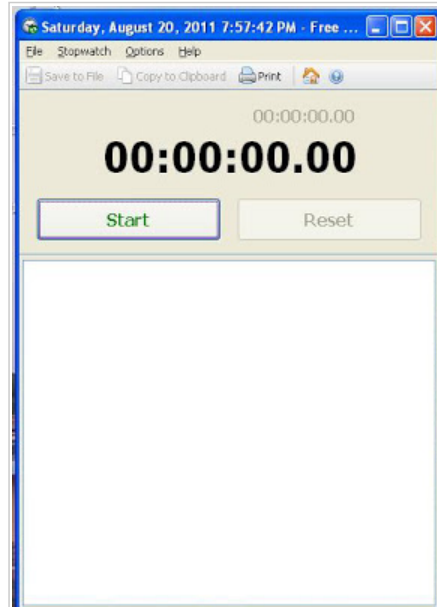 Saturday, August 20, 2011 7:57:42 PM - Free ...
File Stopwatch Options Help
Save to File Copy to Clipboard Print
00:00:00.00
00:00:00.00
Start Reset